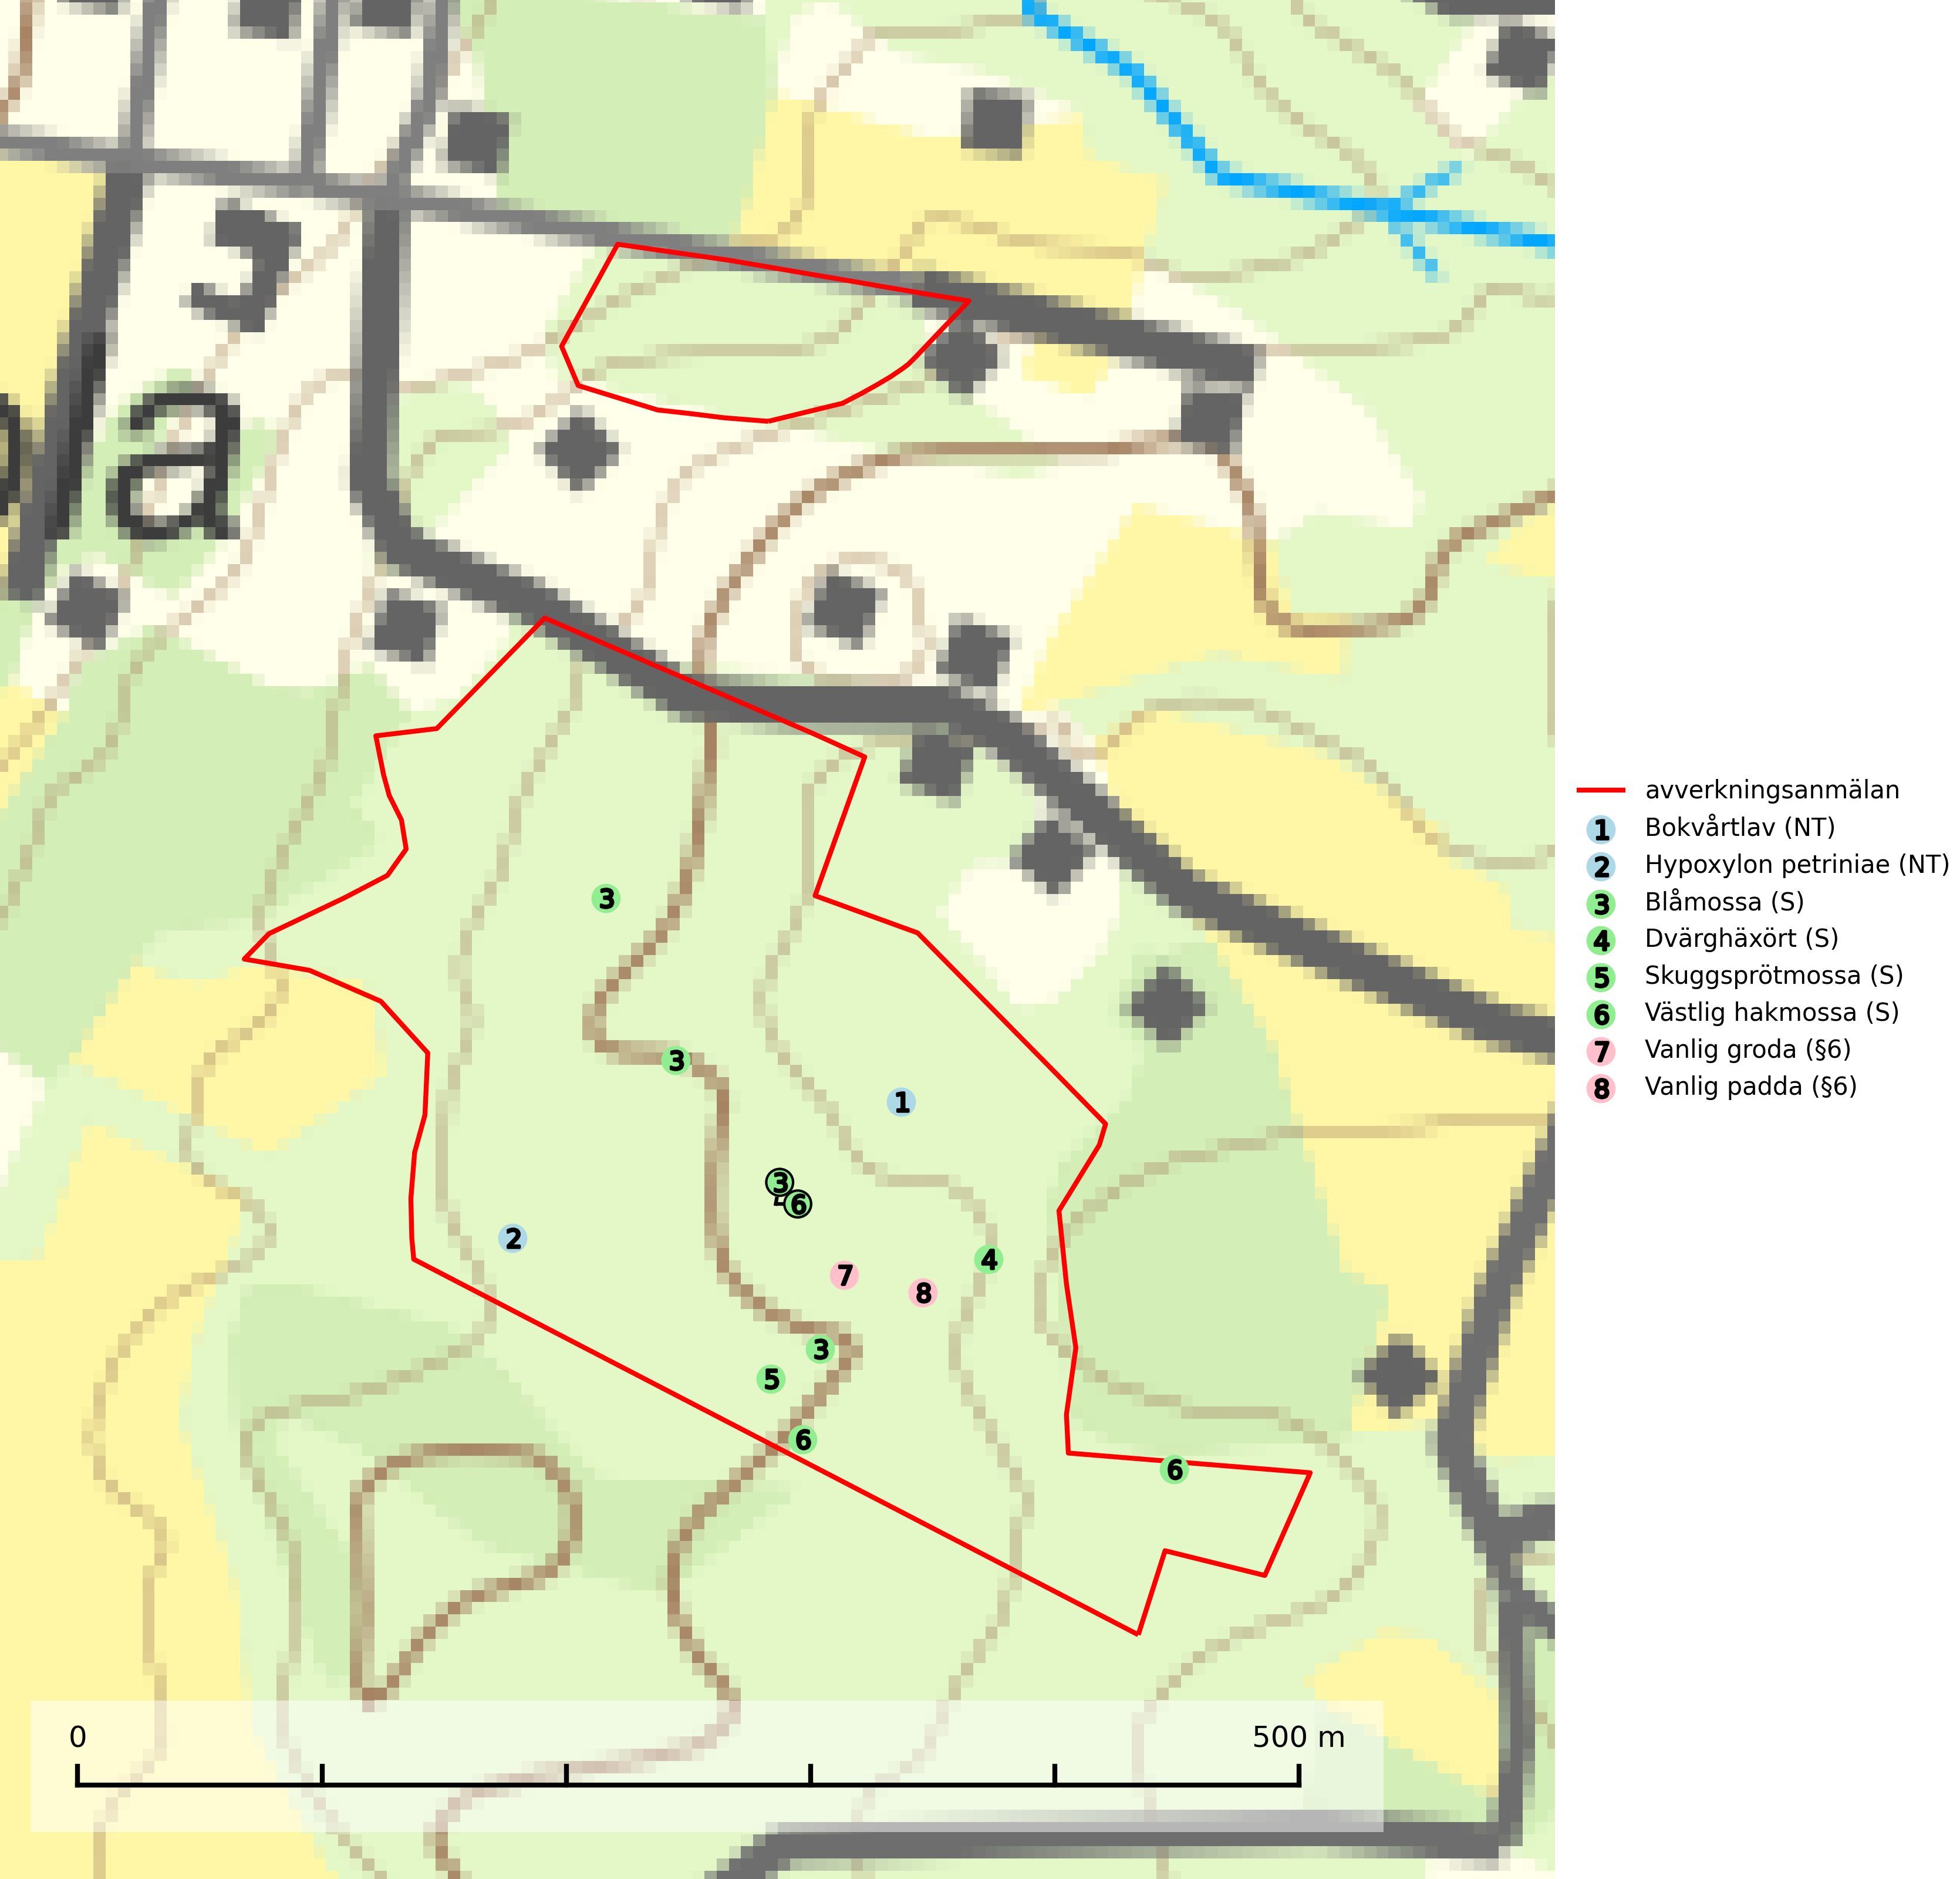 a
3
3
1
3
6
2
4
7
8
3
5
6
6
0
500 m
avverkningsanmälan
1 Bokvårtlav (NT)
2 Hypoxylon petriniae (NT)
3 Blåmossa (S)
4 Dvärghäxört (S)
5 Skuggsprötmossa (S)
6 Västlig hakmossa (S)
7 Vanlig groda (§6)
8 Vanlig padda (§6)